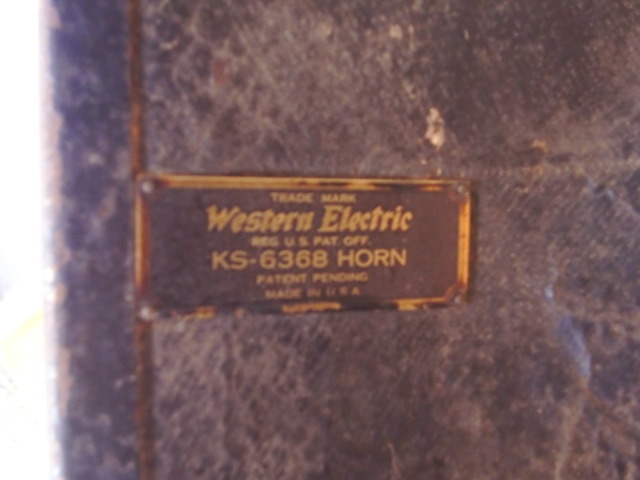 TRADE MARK
Western Electric
REG. U.S. PAT. OFF.
KS-6368 HORN
PATENT PENDING
MADE IN U.S.A.